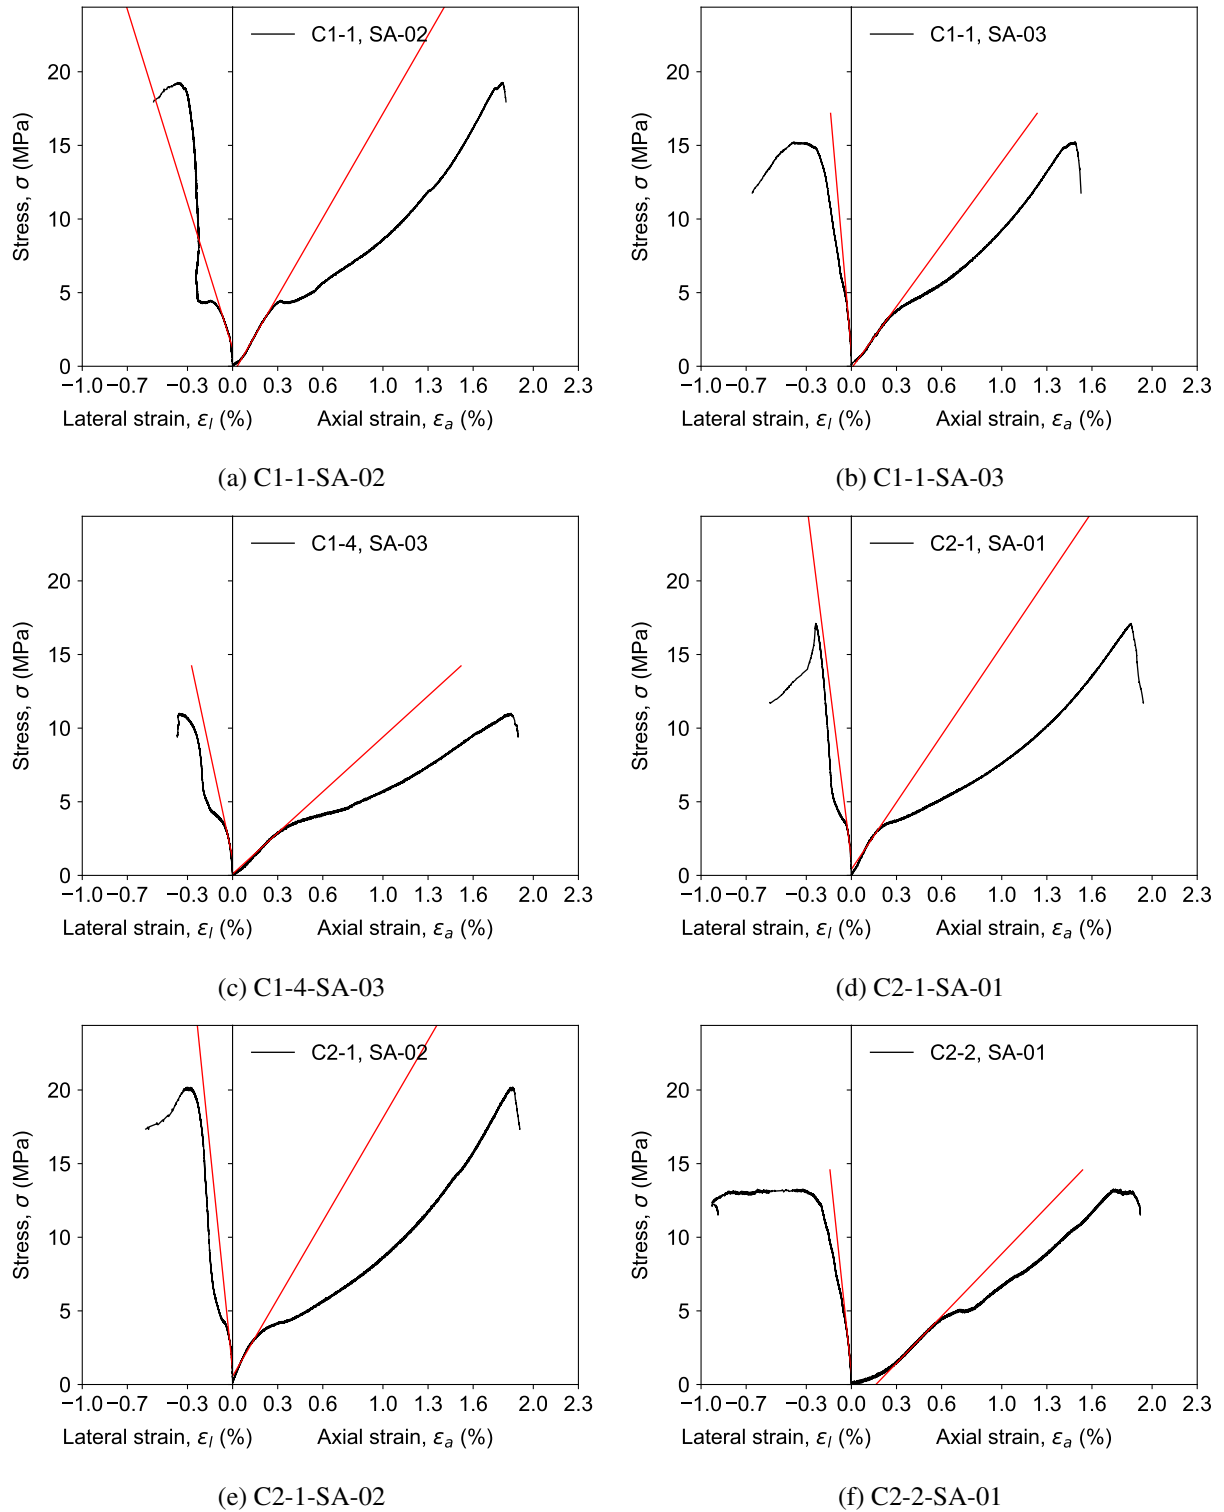 C1-1, SA-02
Stress, σ (MPa)
20
15
10
5
0
−1.0 −0.7 −0.3 0.0 0.3 0.6 1.0 1.3 1.6 2.0 2.3
Lateral strain, εl (%) Axial strain, εa (%)
(a) C1-1-SA-02
C1-1, SA-03
Stress, σ (MPa)
20
15
10
5
0
−1.0 −0.7 −0.3 0.0 0.3 0.6 1.0 1.3 1.6 2.0 2.3
Lateral strain, εl (%) Axial strain, εa (%)
(b) C1-1-SA-03
C1-4, SA-03
Stress, σ (MPa)
20
15
10
5
0
−1.0 −0.7 −0.3 0.0 0.3 0.6 1.0 1.3 1.6 2.0 2.3
Lateral strain, εl (%) Axial strain, εa (%)
(c) C1-4-SA-03
C2-1, SA-01
Stress, σ (MPa)
20
15
10
5
0
−1.0 −0.7 −0.3 0.0 0.3 0.6 1.0 1.3 1.6 2.0 2.3
Lateral strain, εl (%) Axial strain, εa (%)
(d) C2-1-SA-01
C2-1, SA-02
Stress, σ (MPa)
20
15
10
5
0
−1.0 −0.7 −0.3 0.0 0.3 0.6 1.0 1.3 1.6 2.0 2.3
Lateral strain, εl (%) Axial strain, εa (%)
(e) C2-1-SA-02
C2-2, SA-01
Stress, σ (MPa)
20
15
10
5
0
−1.0 −0.7 −0.3 0.0 0.3 0.6 1.0 1.3 1.6 2.0 2.3
Lateral strain, εl (%) Axial strain, εa (%)
(f) C2-2-SA-01